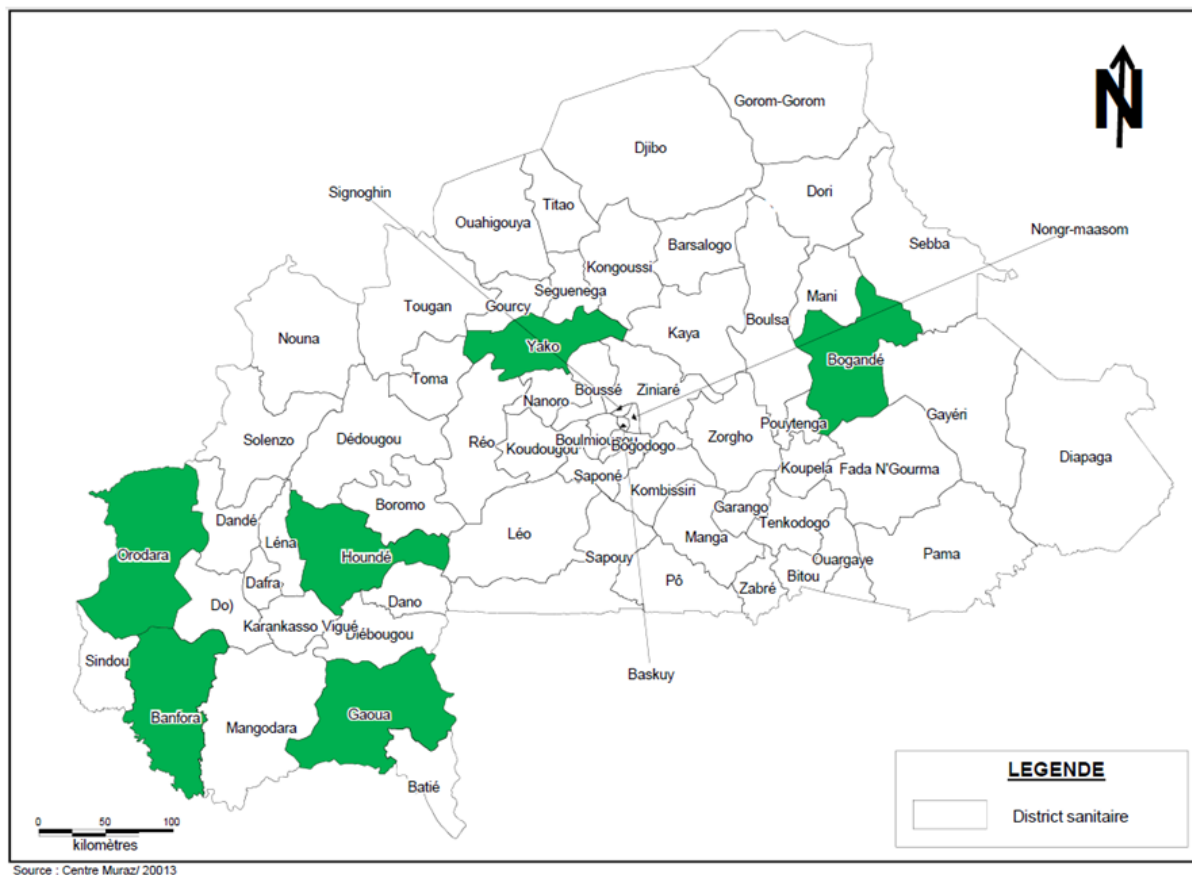 Gorom-Gorom
N
Djibo
Signoghin
Titao
Dori
Ouahigouya
Nongr-maasom
Barsalogo
Sebba
Kongoussi
Seguenega
Mani
Tougan
Gourcy
Boulsa
Kaya
Nouna
Yako
Bogandé
Toma
Boussé
Ziniaré
Nanoro
Gayéri
Pouytenga
Zorgho
Solenzo
Dédougou
Réo
Koudougou
Boulmiougou
Bogodogo
Diapaga
Koupela
Fada N'Gourma
Saponé
Kombissiri
Boromo
Garango
Dandé
Tenkodogo
Léo
Léna
Manga
Orodara
Houndé
Sapouy
Ouargaye
Pama
Bitou
Dafra
Pô
Zabré
Dano
Do)
Karankasso Vigué
Diébougou
Sindou
Baskuy
Banfora
Gaoua
Mangodara
LEGENDE
Batié
District sanitaire
0 50 100
kilomètres
Source : Centre Muraz/ 20013